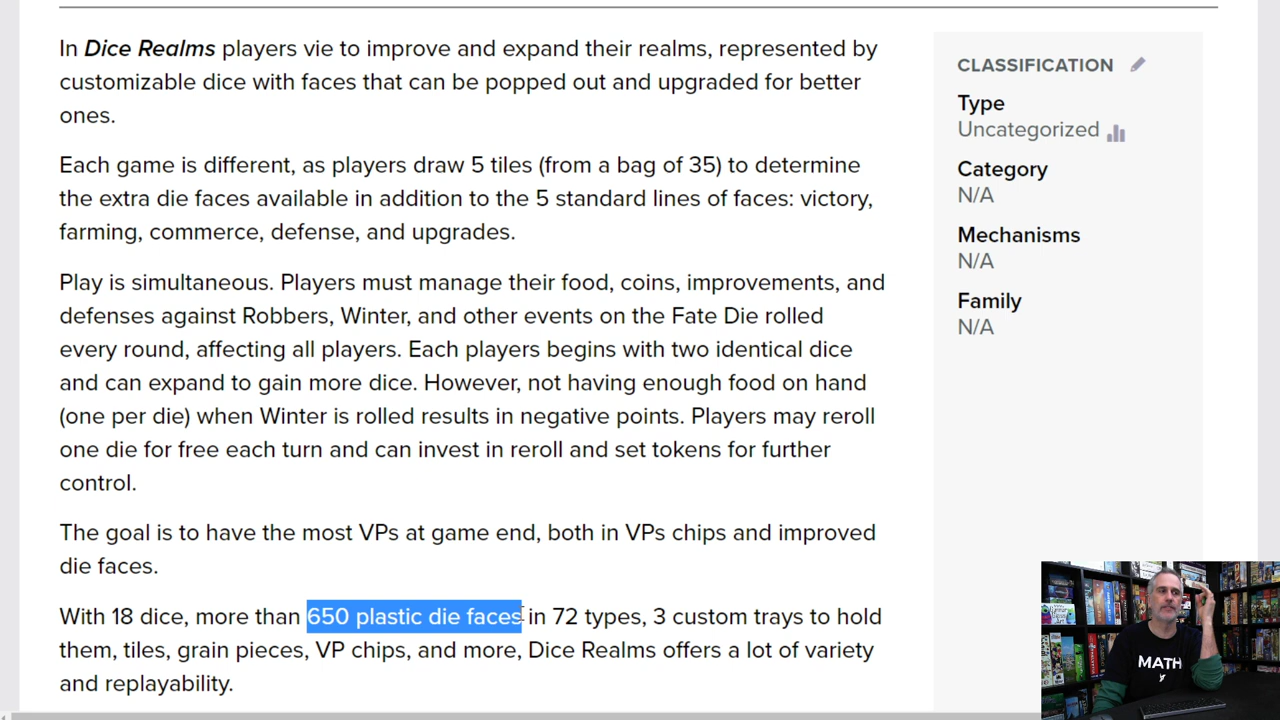 In Dice Realms players vie to improve and expand their realms, represented by
customizable dice with faces that can be popped out and upgraded for better
ones.
Each game is different, as players draw 5 tiles (from a bag of 35) to determine
the extra die faces available in addition to the 5 standard lines of faces: victory,
farming, commerce, defense, and upgrades.
Play is simultaneous. Players must manage their food, coins, improvements, and
defenses against Robbers, Winter, and other events on the Fate Die rolled
every round, affecting all players. Each players begins with two identical dice
and can expand to gain more dice. However, not having enough food on hand
(one per die) when Winter is rolled results in negative points. Players may reroll
one die for free each turn and can invest in reroll and set tokens for further
control.
The goal is to have the most VPs at game end, both in VPs chips and improved
die faces.
With 18 dice, more than 650 plastic die faces in 72 types, 3 custom trays to hold
them, tiles, grain pieces, VP chips, and more, Dice Realms offers a lot of variety
and replayability.
CLASSIFICATION
Type
Uncategorized
Category
N/A
Mechanisms
N/A
Family
N/A
MATH